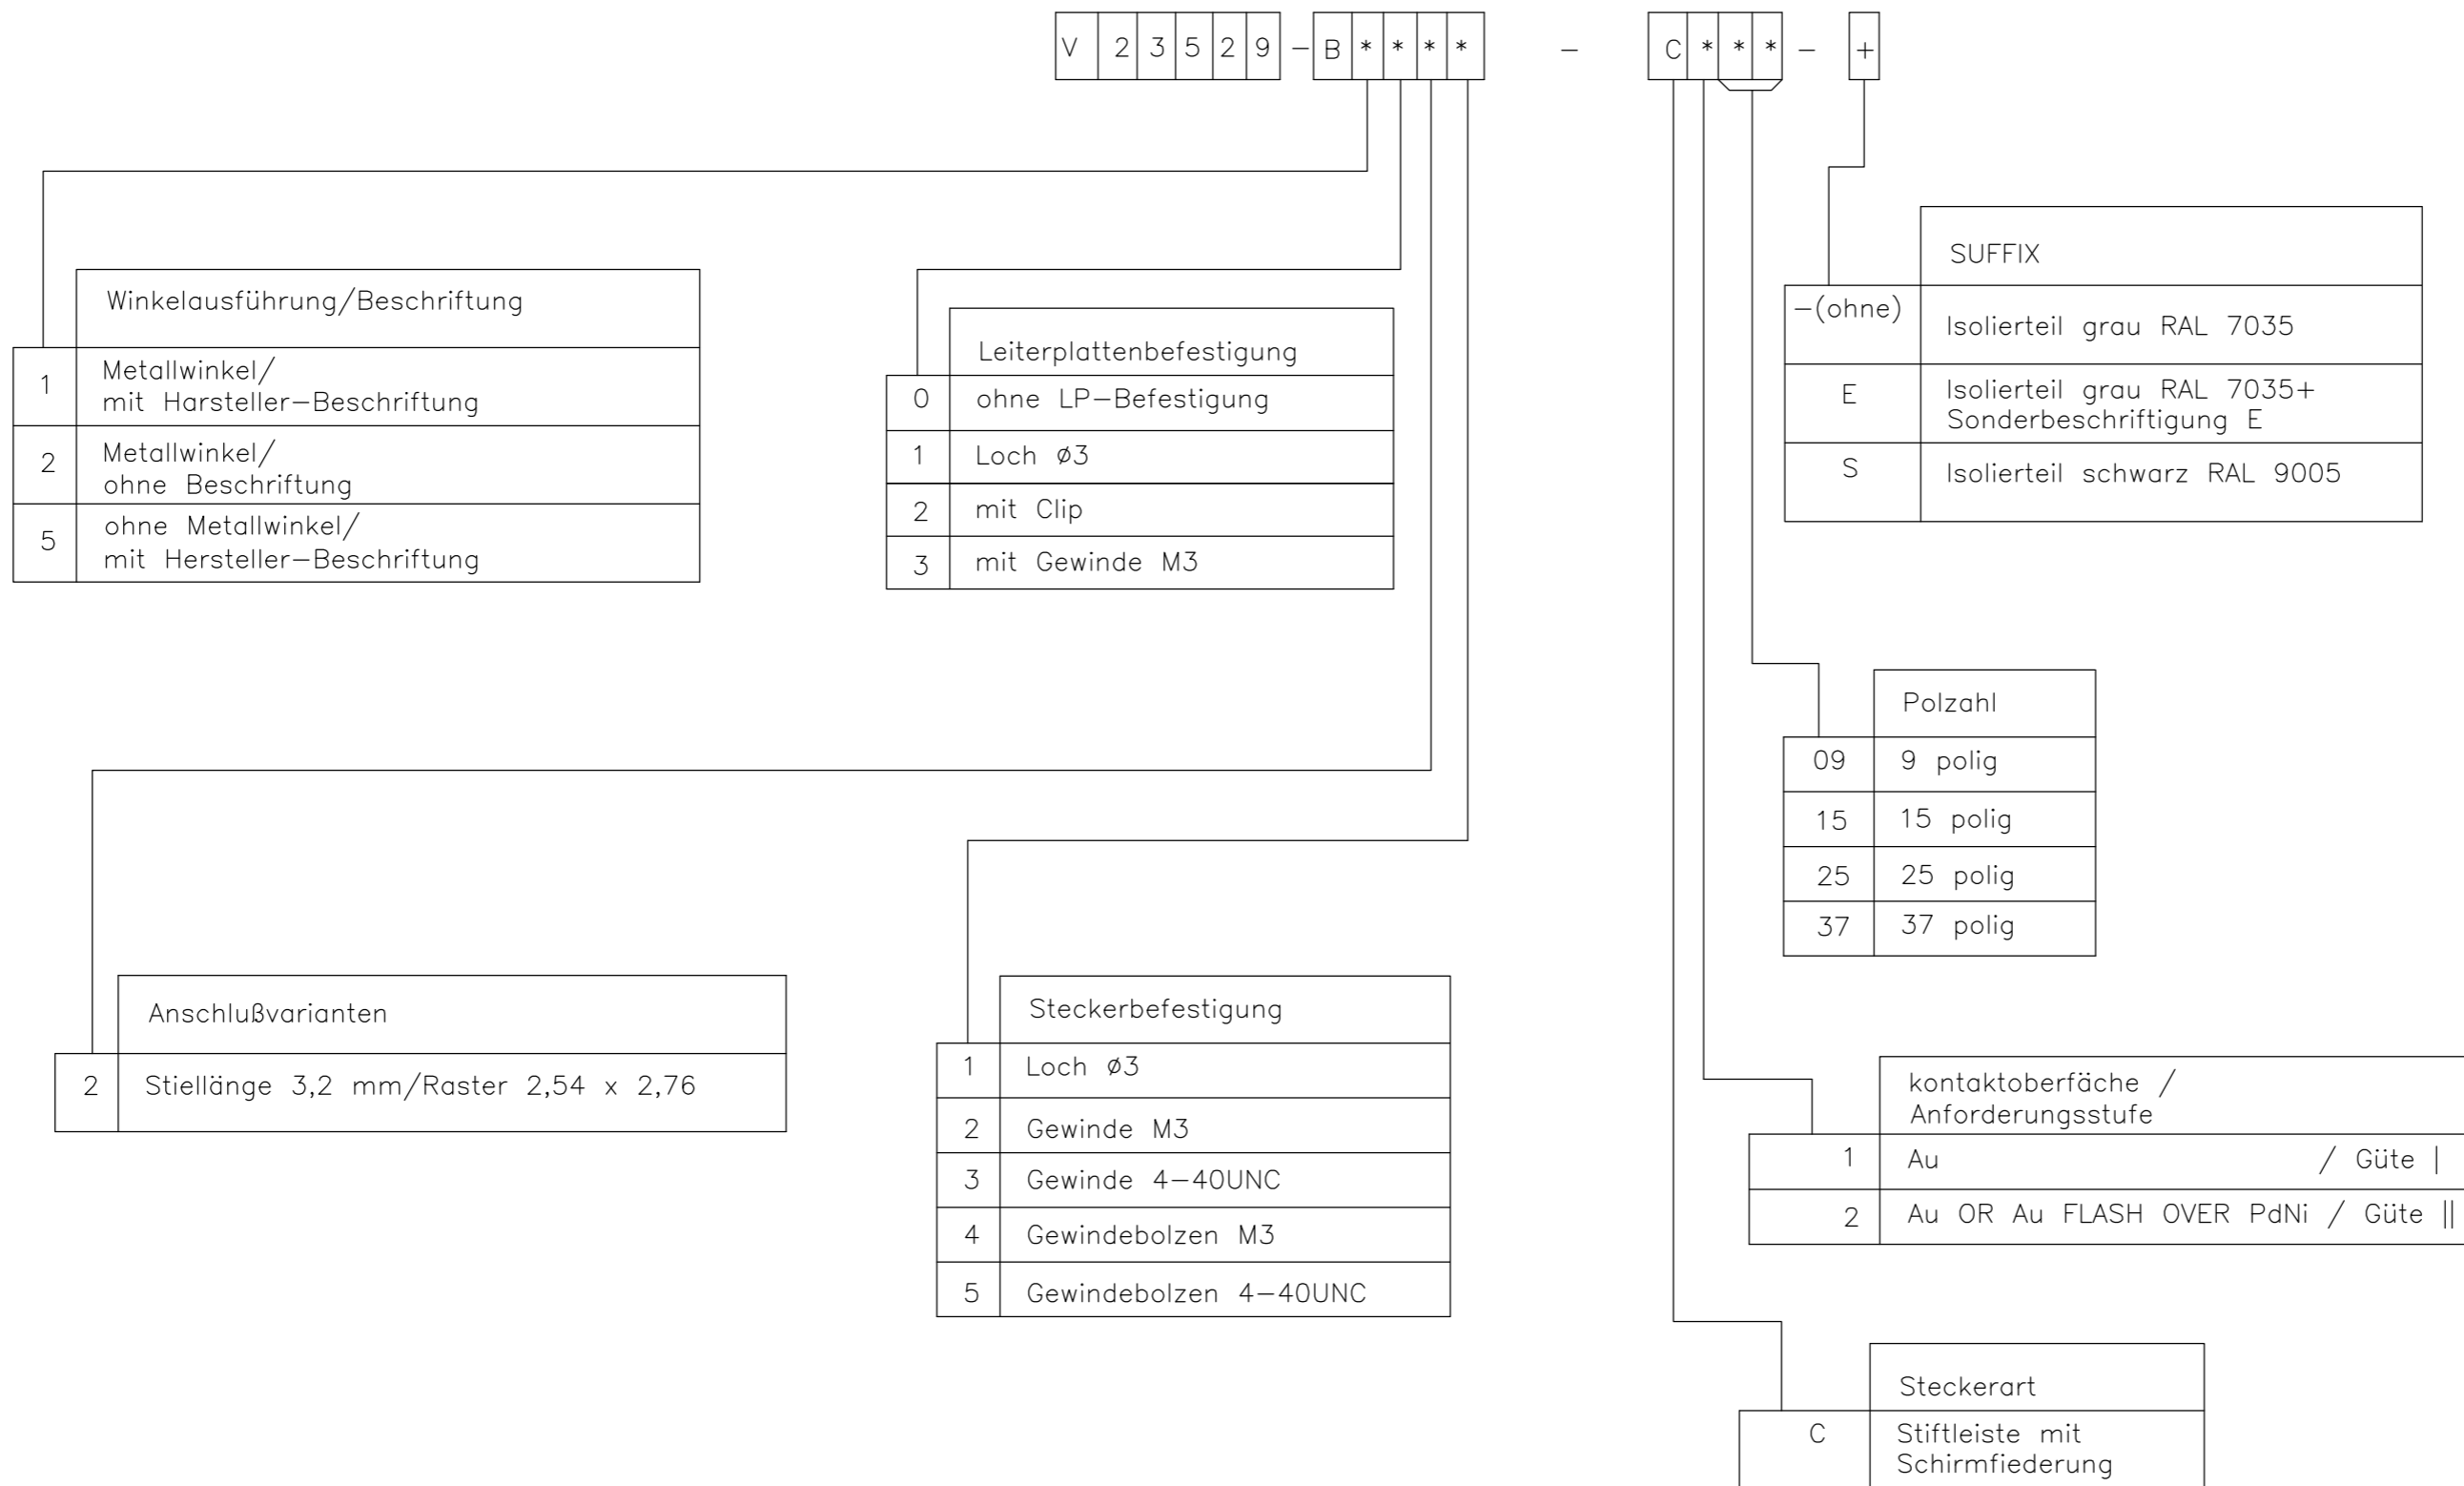 V 2 3 5 2 9 - B * * * * - C * * * - +
Winkelausführung/Beschriftung
1 Metallwinkel/
mit Harsteller-Beschriftung
2 Metallwinkel/
ohne Beschriftung
5 ohne Metallwinkel/
mit Hersteller-Beschriftung
Leiterplattenbefestigung
0 ohne LP-Befestigung
1 Loch ø3
2 mit Clip
3 mit Gewinde M3
SUFFIX
-(ohne) Isolierteil grau RAL 7035
E Isolierteil grau RAL 7035+
Sonderbeschriftigung E
S Isolierteil schwarz RAL 9005
Polzahl
09 9 polig
15 15 polig
25 25 polig
37 37 polig
Anschlußvarianten
2 Stiellänge 3,2 mm/Raster 2,54 x 2,76
Steckerbefestigung
1 Loch ø3
2 Gewinde M3
3 Gewinde 4-40UNC
4 Gewindebolzen M3
5 Gewindebolzen 4-40UNC
kontaktoberfäche /
Anforderungsstufe
1 Au / Güte |
2 Au OR Au FLASH OVER PdNi / Güte ||
Steckerart
C Stiftleiste mit
Schirmfiederung